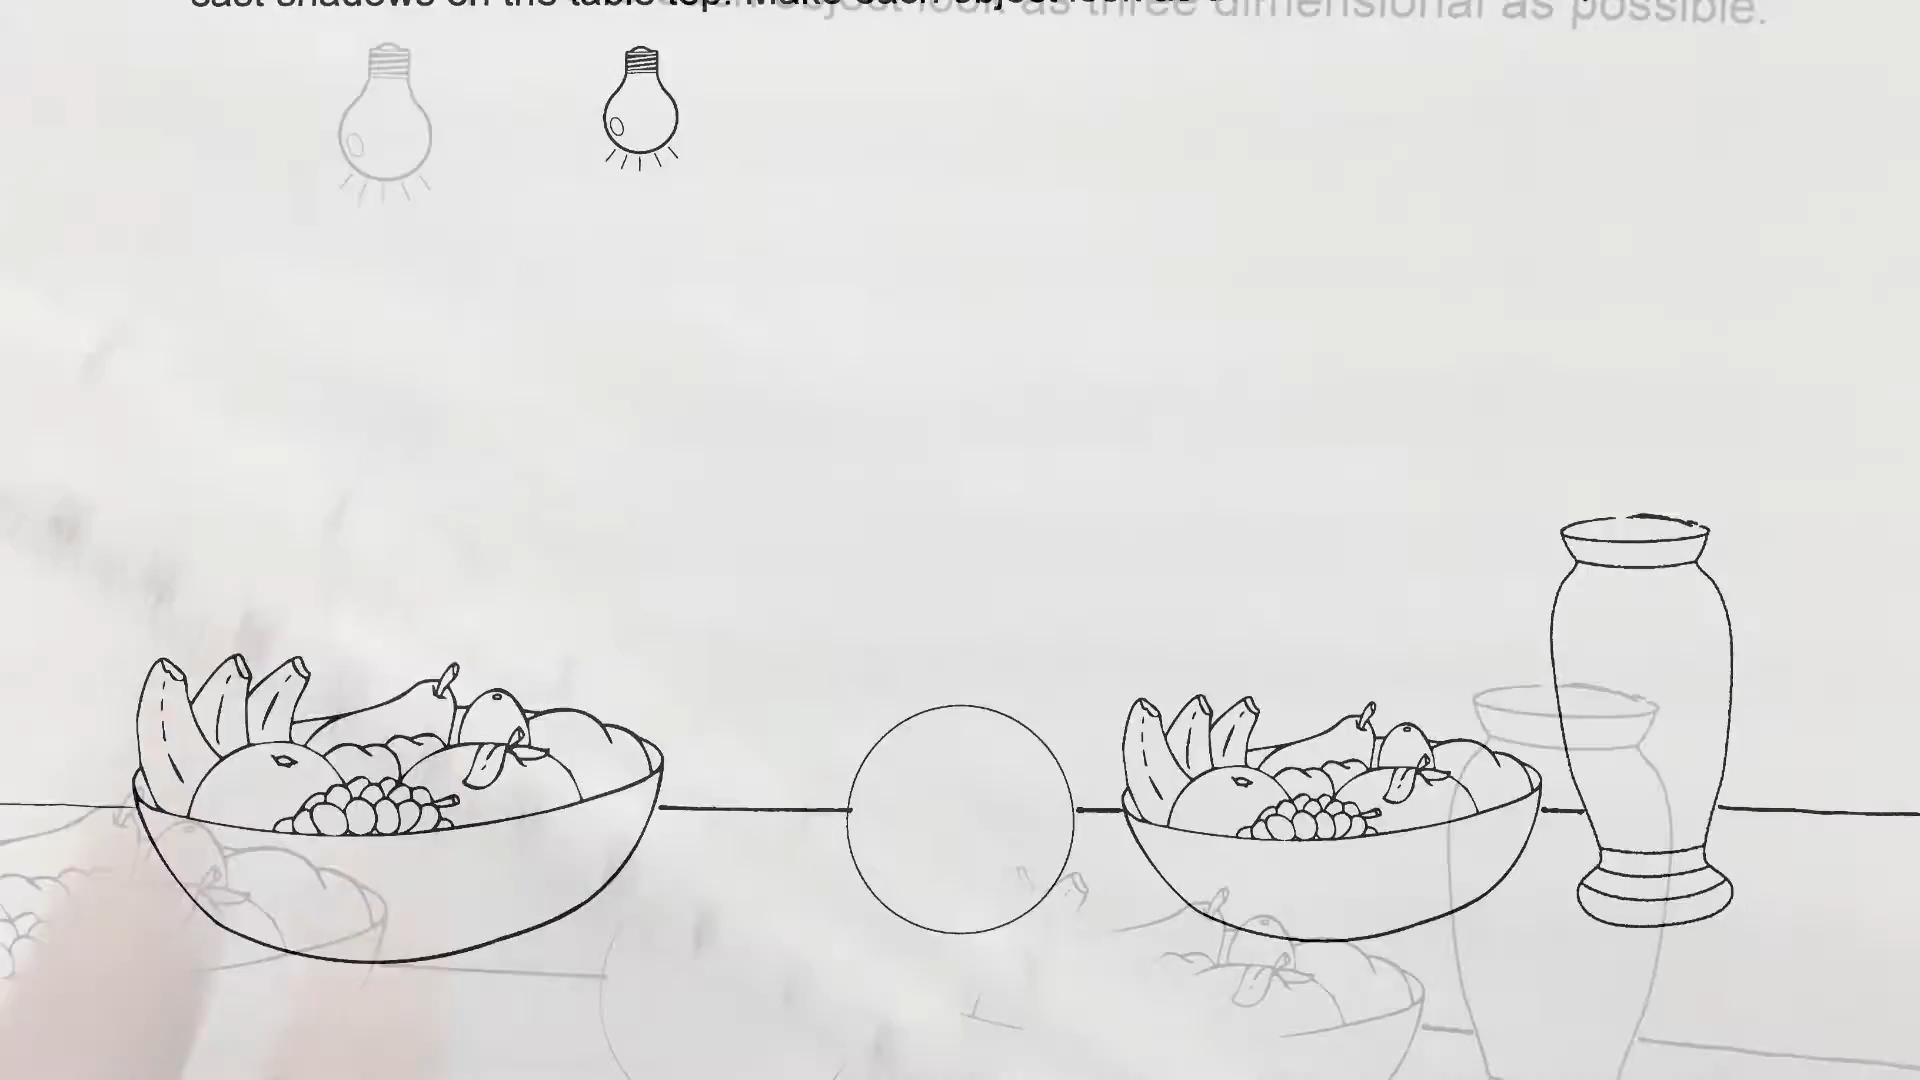 cast shadows on the table top. Make each object look as three dimensional as possible.